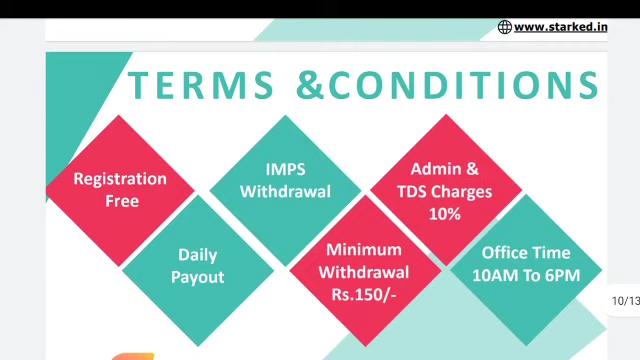 www.starked.in
TERMS &CONDITIONS
Registration
Free
IMPS
Withdrawal
Admin &
TDS Charges
10%
Daily
Payout
Minimum
Withdrawal
Rs.150/-
Office Time
10AM To 6PM
10/13